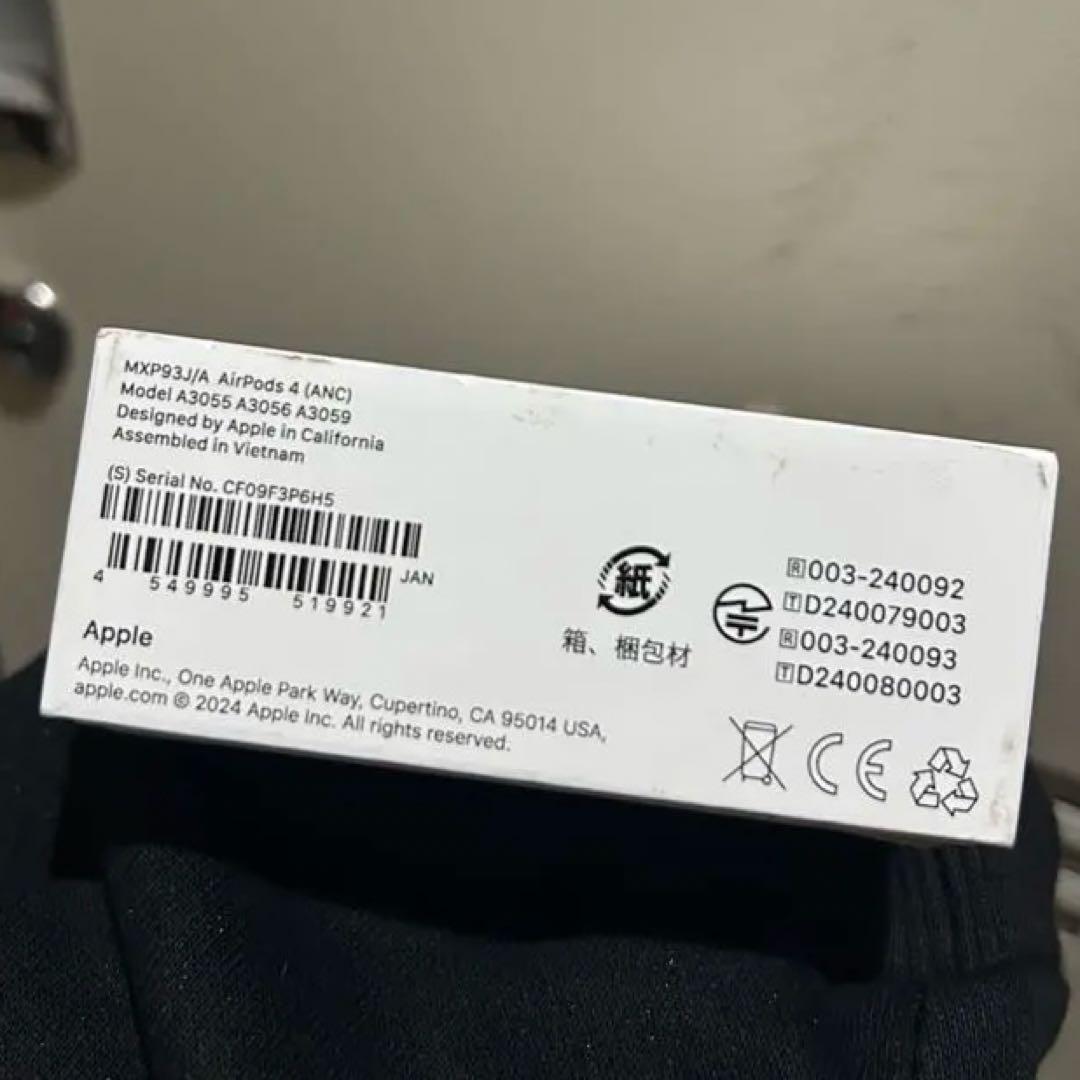 MXP93J/A AirPods 4 (ANC)
Model A3055 A3056 A3059
Designed by Apple in California
Assembled in Vietnam
(S) Serial No. CF09F3P6H5
JAN
4 549995 519921
Apple
Apple Inc., One Apple Park Way, Cupertino, CA 95014 USA,
apple.com © 2024 Apple Inc. All rights reserved.
紙
箱、梱包材
R003-240092
TD240079003
R003-240093
TD240080003
CE